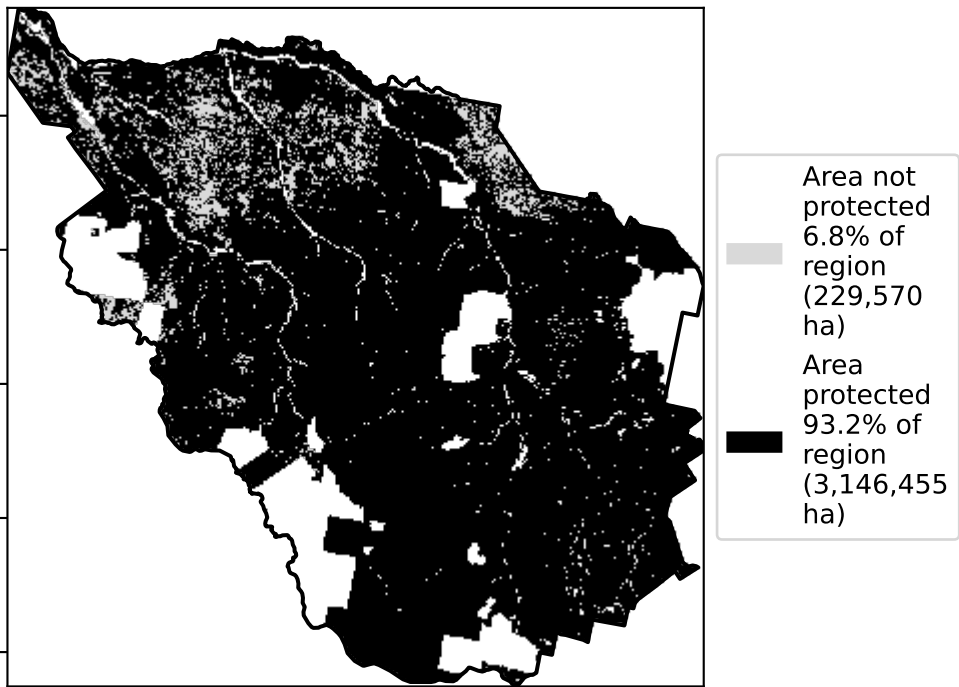 Area not
protected
6.8% of
region
(229,570
ha)
Area
protected
93.2% of
region
(3,146,455
ha)